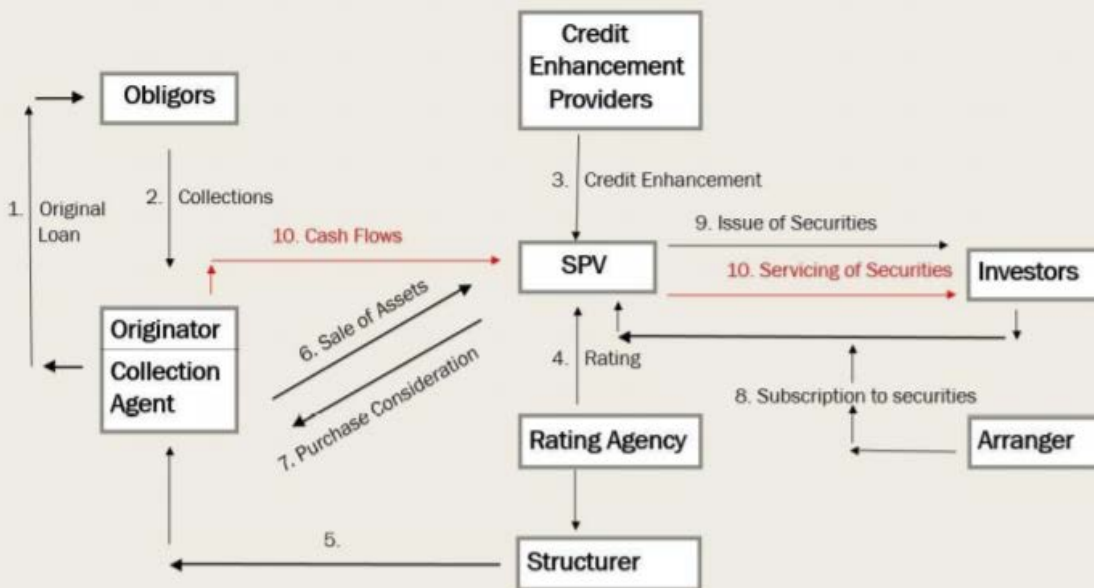 Credit
Enhancement
Providers
Obligors
1. Original
Loan
2. Collections
3. Credit Enhancement
9. Issue of Securities
10. Cash Flows
SPV
10. Servicing of Securities
Investors
Originator
Collection
Agent
6. Sale of Assets
7. Purchase Consideration
4. Rating
8. Subscription to securities
Rating Agency
Arranger
5.
Structurer